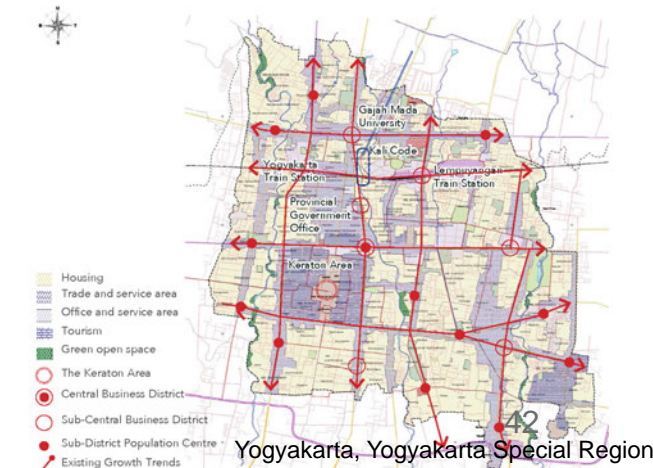 N
S
Gajah Mada
University
Kali Code
Yogyakarta
Train Station
Lempuyangan
Train Station
Provincial
Government
Office
Keraton Area
Housing
Trade and service area
Office and service area
Tourism
Green open space
The Keraton Area
Central Business District
Sub-Central Business District
Sub-District Population Centre
Existing Growth Trends
42
Yogyakarta, Yogyakarta Special Region